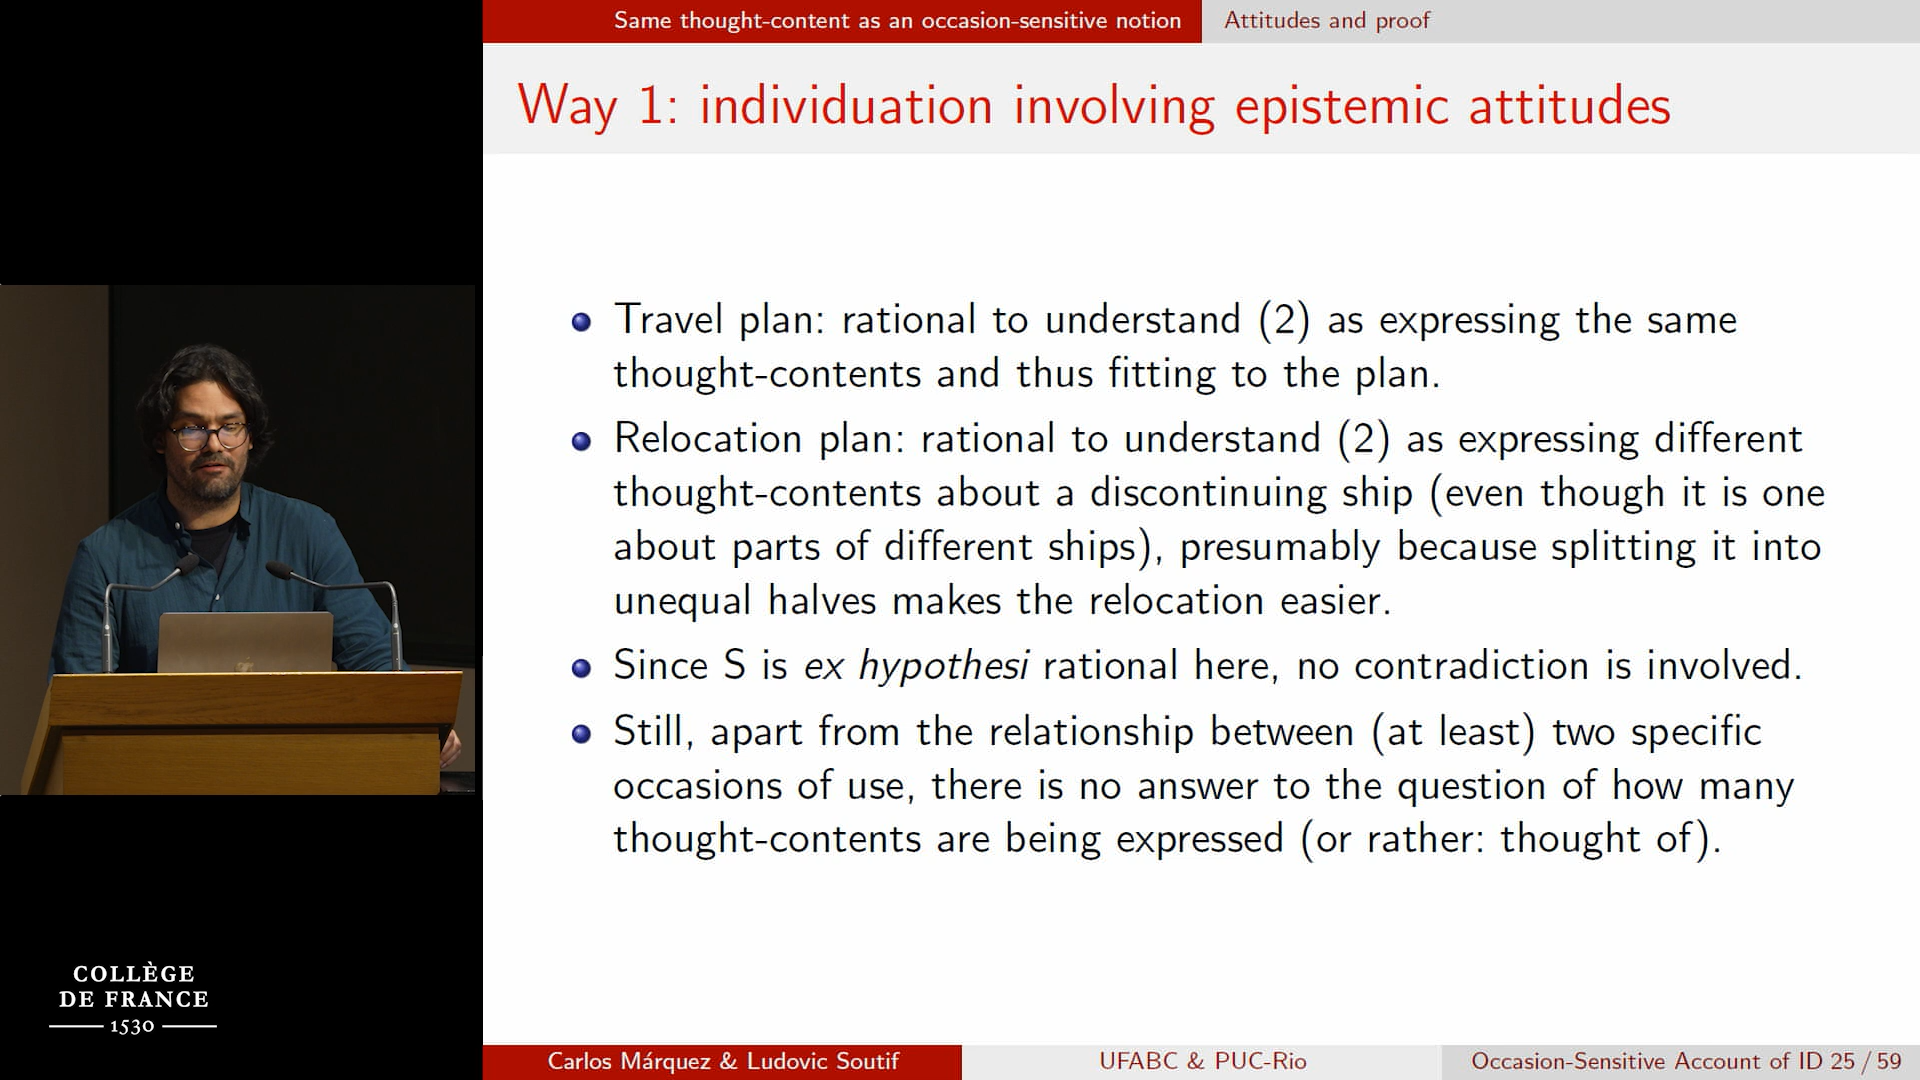 Same thought-content as an occasion-sensitive notion
Attitudes and proof
Way 1: individuation involving epistemic attitudes
Travel plan: rational to understand (2) as expressing the same
thought-contents and thus fitting to the plan.
Relocation plan: rational to understand (2) as expressing different
thought-contents about a discontinuing ship (even though it is one
about parts of different ships), presumably because splitting it into
unequal halves makes the relocation easier.
Since S is ex hypothesi rational here, no contradiction is involved.
Still, apart from the relationship between (at least) two specific
occasions of use, there is no answer to the question of how many
thought-contents are being expressed (or rather: thought of).
COLLÈGE
DE FRANCE
1530
Carlos Márquez & Ludovic Soutif
UFABC & PUC-Rio
Occasion-Sensitive Account of ID 25 / 59